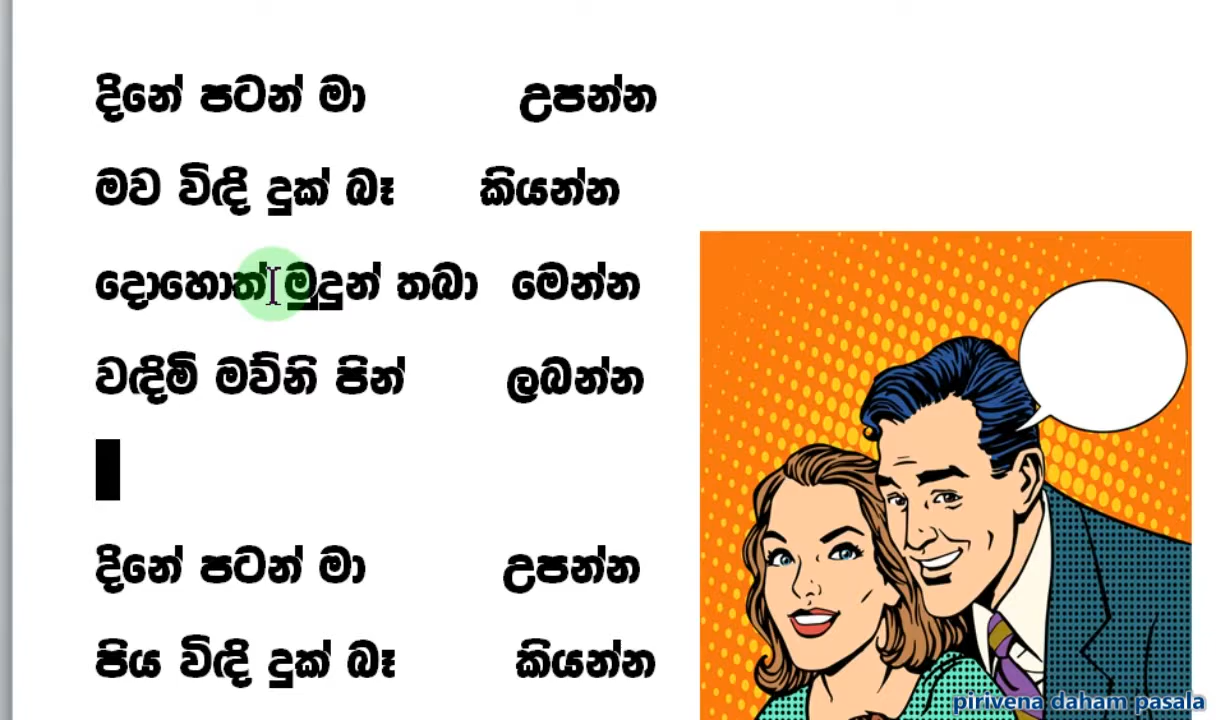 දිනේ පටන් මා උපන්න
මව විඳි දුක් බෑ කියන්න
දොහොත් මුදුන් තබා මෙන්න
වඳිමි මව්නි පින් ලබන්න
දිනේ පටන් මා උපන්න
පිය විඳි දුක් බෑ කියන්න
pirivena daham pasala